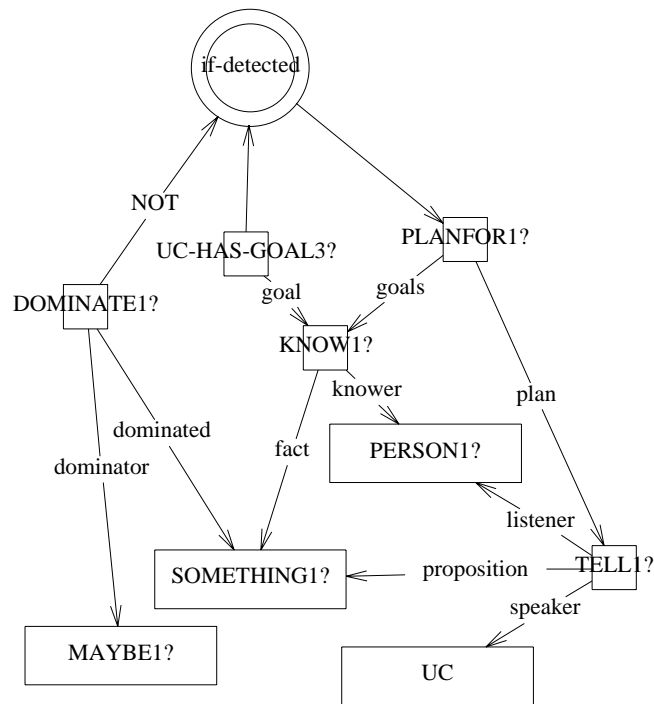 if-detected
NOT
UC-HAS-GOAL3?
PLANFOR1?
goal
goals
DOMINATE1?
KNOW1?
knower
plan
dominated
fact
PERSON1?
dominator
listener
SOMETHING1?
proposition
TELL1?
speaker
MAYBE1?
UC